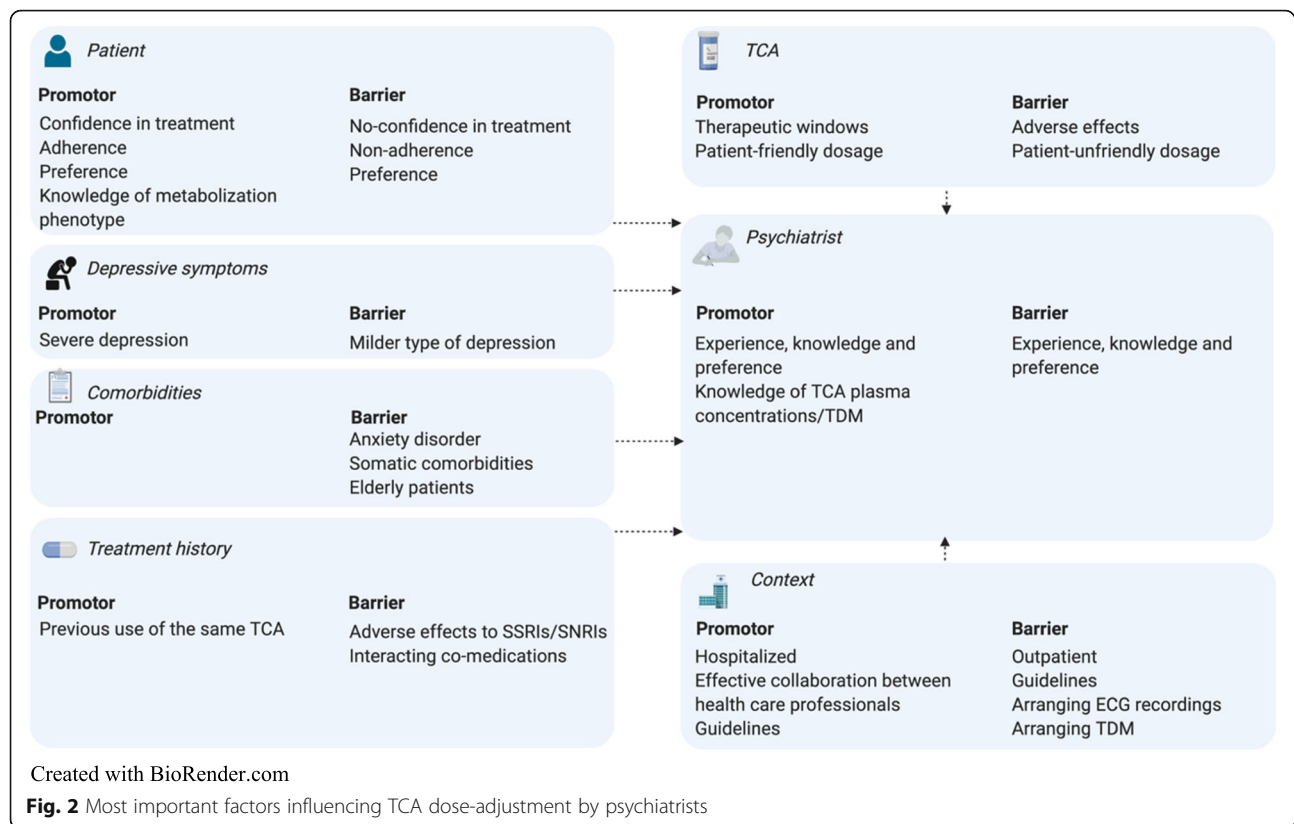 Patient
Promotor
Confidence in treatment
Adherence
Preference
Knowledge of metabolization
phenotype
Barrier
No-confidence in treatment
Non-adherence
Preference
Depressive symptoms
Promotor
Severe depression
Barrier
Milder type of depression
Comorbidities
Promotor
Barrier
Anxiety disorder
Somatic comorbidities
Elderly patients
Treatment history
Promotor
Previous use of the same TCA
Barrier
Adverse effects to SSRIs/SNRIs
Interacting co-medications
TCA
Promotor
Therapeutic windows
Patient-friendly dosage
Barrier
Adverse effects
Patient-unfriendly dosage
Psychiatrist
Promotor
Experience, knowledge and
preference
Knowledge of TCA plasma
concentrations/TDM
Barrier
Experience, knowledge and
preference
Context
Promotor
Hospitalized
Effective collaboration between
health care professionals
Guidelines
Barrier
Outpatient
Guidelines
Arranging ECG recordings
Arranging TDM
Created with BioRender.com
Fig. 2 Most important factors influencing TCA dose-adjustment by psychiatrists